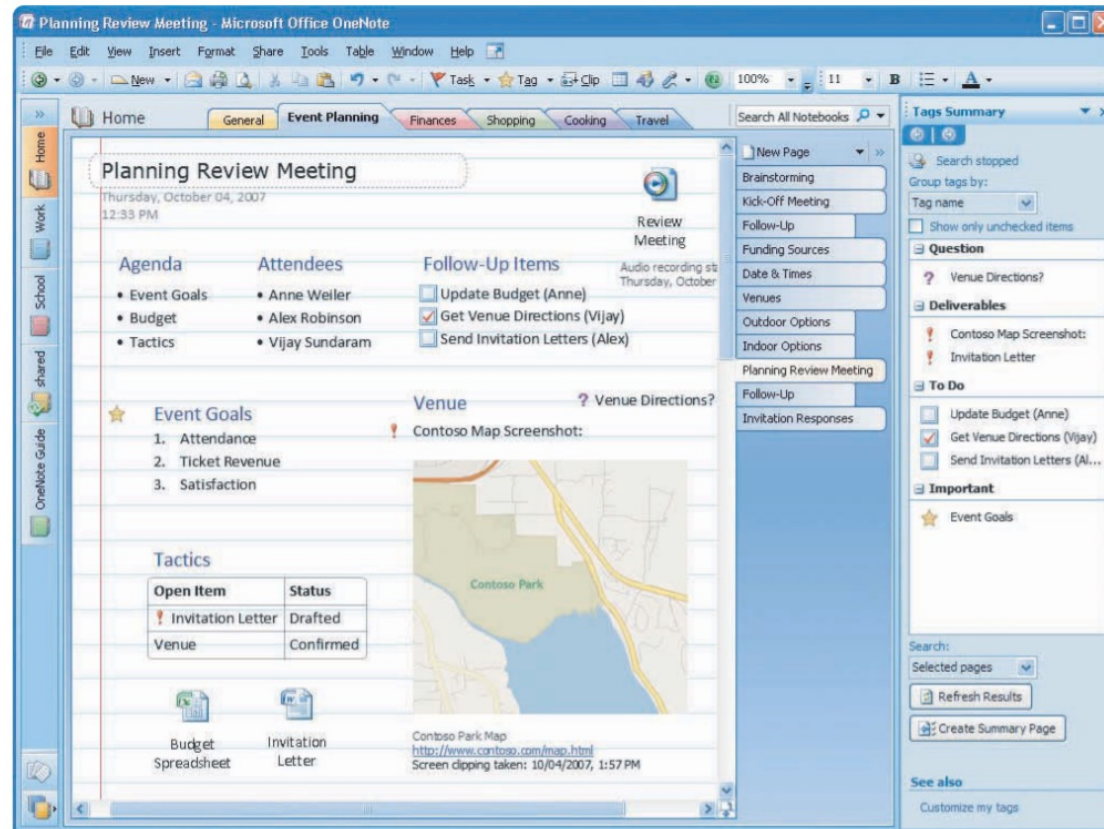 Planning Review Meeting - Microsoft Office OneNote
File Edit View Insert Format Share Tools Table Window Help
New Task Tag Clip 100% 11 B A
Home General Event Planning Finances Shopping Cooking Travel Search All Notebooks
Home
Work
School
shared
OneNote Guide
Planning Review Meeting
Thursday, October 04, 2007
12:33 PM
Review
Meeting
Audio recording st
Thursday, October
Agenda
• Event Goals
• Budget
• Tactics
Attendees
• Anne Weiler
• Alex Robinson
• Vijay Sundaram
Follow-Up Items
Update Budget (Anne)
Get Venue Directions (Vijay)
Send Invitation Letters (Alex)
Event Goals
1. Attendance
2. Ticket Revenue
3. Satisfaction
Venue
? Venue Directions?
! Contoso Map Screenshot:
Contoso Park
Tactics
Open Item Status
! Invitation Letter Drafted
Venue Confirmed
Budget
Spreadsheet
Invitation
Letter
Contoso Park Map
http://www.contoso.com/map.html
Screen clipping taken: 10/04/2007, 1:57 PM
New Page
Brainstorming
Kick-Off Meeting
Follow-Up
Funding Sources
Date & Times
Venues
Outdoor Options
Indoor Options
Planning Review Meeting
Follow-Up
Invitation Responses
Tags Summary
Search stopped
Group tags by:
Tag name
Show only unchecked items
Question
? Venue Directions?
Deliverables
! Contoso Map Screenshot:
! Invitation Letter
To Do
Update Budget (Anne)
Get Venue Directions (Vijay)
Send Invitation Letters (Al...
Important
Event Goals
Search:
Selected pages
Refresh Results
Create Summary Page
See also
Customize my tags